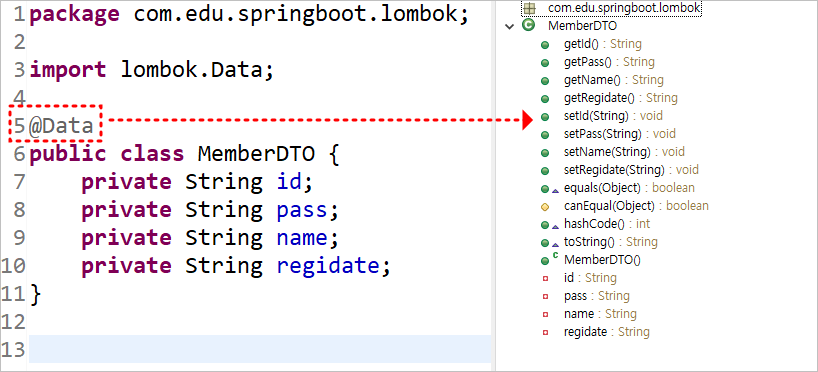 1 package com.edu.springboot.lombok;
2
3 import lombok.Data;
4
5 @Data
6 public class MemberDTO {
7 private String id;
8 private String pass;
9 private String name;
10 private String regidate;
11 }
12
13
com.edu.springboot.lombok
C MemberDTO
getId() : String
getPass() : String
getName() : String
getRegidate() : String
setId(String) : void
setPass(String) : void
setName(String) : void
setRegidate(String) : void
equals(Object) : boolean
canEqual(Object) : boolean
hashCode() : int
toString() : String
C MemberDTO()
id : String
pass : String
name : String
regidate : String